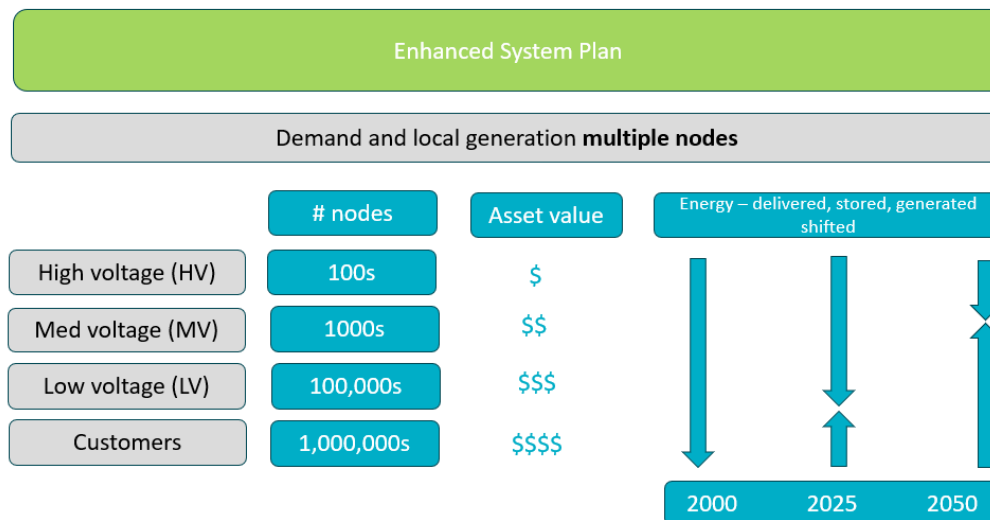 Enhanced System Plan
Demand and local generation multiple nodes
# nodes
Asset value
Energy – delivered, stored, generated
shifted
High voltage (HV)
100s
$
Med voltage (MV)
1000s
$$
Low voltage (LV)
100,000s
$$$
Customers
1,000,000s
$$$$
2000
2025
2050